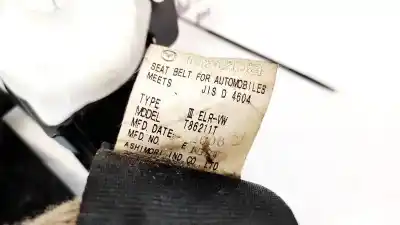 SEAT BELT FOR AUTOMOBILES
MEETS JIS D 4604
TYPE Ⅲ ELR-VW
MODEL T86211T
MFD. DATE
MFD. NO. E
ASHIMORI IND. CO., LTD